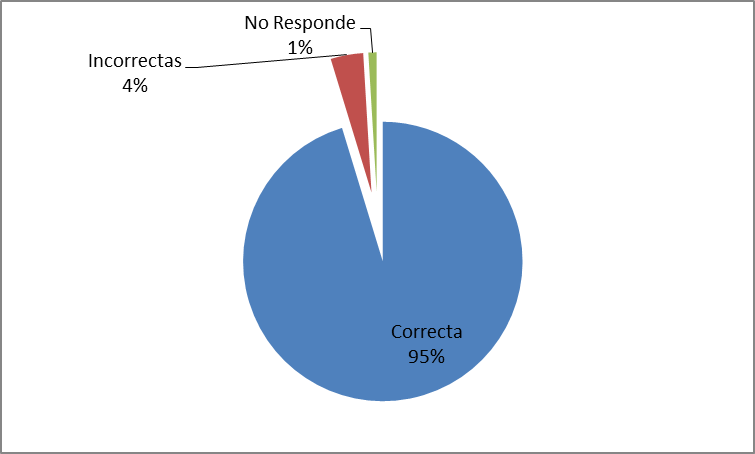 No Responde
1%
Incorrectas
4%
Correcta
95%